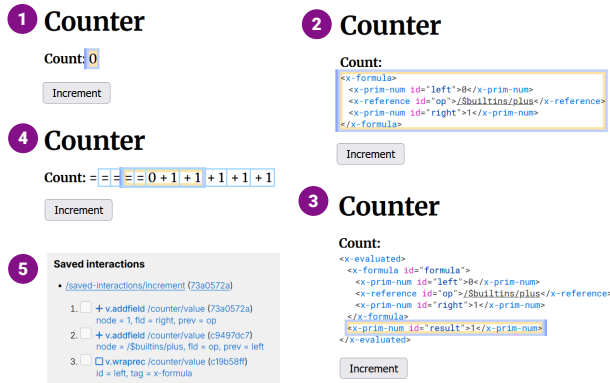 1 Counter
Count: 0
Increment
2 Counter
Count:
<x-formula>
<x-prim-num id="left">0</x-prim-num>
<x-reference id="op">/$builtins/plus</x-reference>
<x-prim-num id="right">1</x-prim-num>
</x-formula>
Increment
4 Counter
Count: = = = = = 0 + 1 + 1 + 1 + 1 + 1
Increment
3 Counter
Count:
<x-evaluated>
<x-formula id="formula">
<x-prim-num id="left">0</x-prim-num>
<x-reference id="op">/$builtins/plus</x-reference>
<x-prim-num id="right">1</x-prim-num>
</x-formula>
<x-prim-num id="result">1</x-prim-num>
</x-evaluated>
Increment
5 Saved interactions
• /saved-interactions/increment (73a0572a)
1. + v.addfield /counter/value (73a0572a)
node = 1, fld = right, prev = op
2. + v.addfield /counter/value (c9497dc7)
node = /$builtins/plus, fld = op, prev = left
3. v.wraprec /counter/value (c19b58ff)
id = left, tag = x-formula